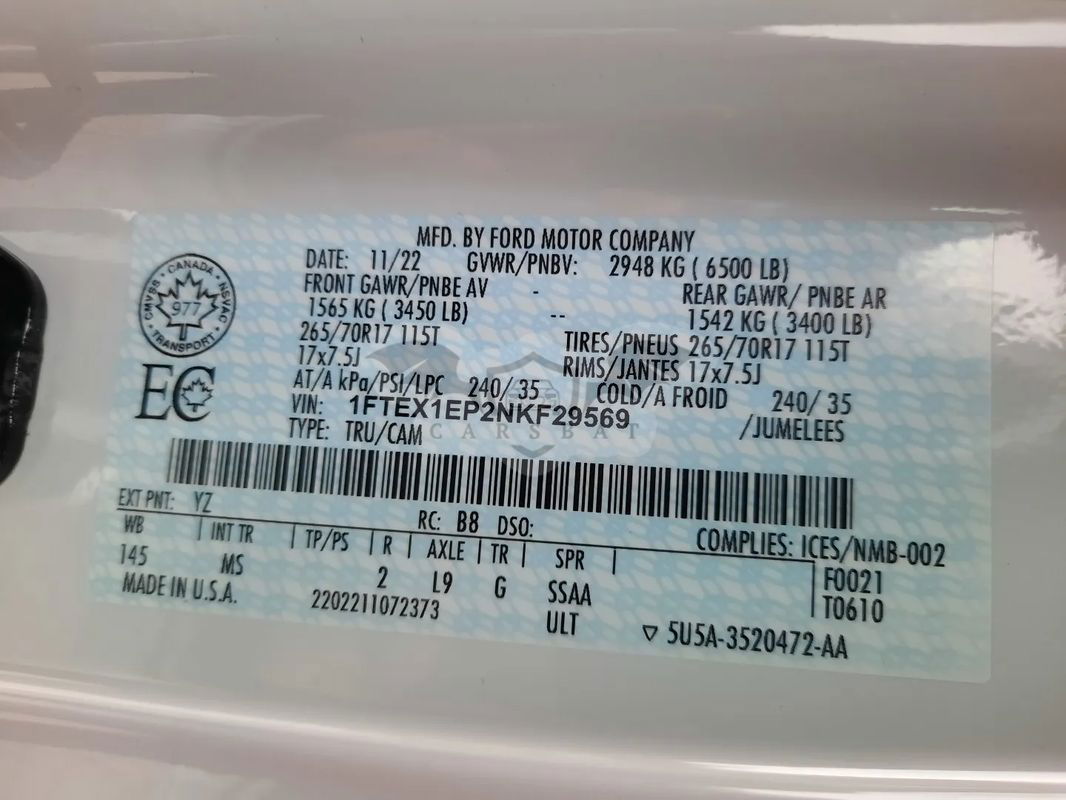 MFD. BY FORD MOTOR COMPANY
DATE: 11/22 GVWR/PNBV: 2948 KG ( 6500 LB)
FRONT GAWR/PNBE AV - REAR GAWR/ PNBE AR
1565 KG ( 3450 LB) -- 1542 KG ( 3400 LB)
265/70R17 115T TIRES/PNEUS 265/70R17 115T
17x7.5J RIMS/JANTES 17x7.5J
AT/A kPa/PSI/LPC 240/ 35 COLD/A FROID 240/ 35
VIN: 1FTEX1EP2NKF29569
TYPE: TRU/CAM /JUMELEES
CANADA NSVAC
CMVSS
977
TRANSPORT
EC
CARSBAT
EXT PNT: YZ RC: B8 DSO:
COMPLIES: ICES/NMB-002
WB | INT TR | TP/PS | R | AXLE | TR | SPR |
145 MS 2 L9 G SSAA
F0021
T0610
MADE IN U.S.A. 2202211072373 ULT
▽ 5U5A-3520472-AA